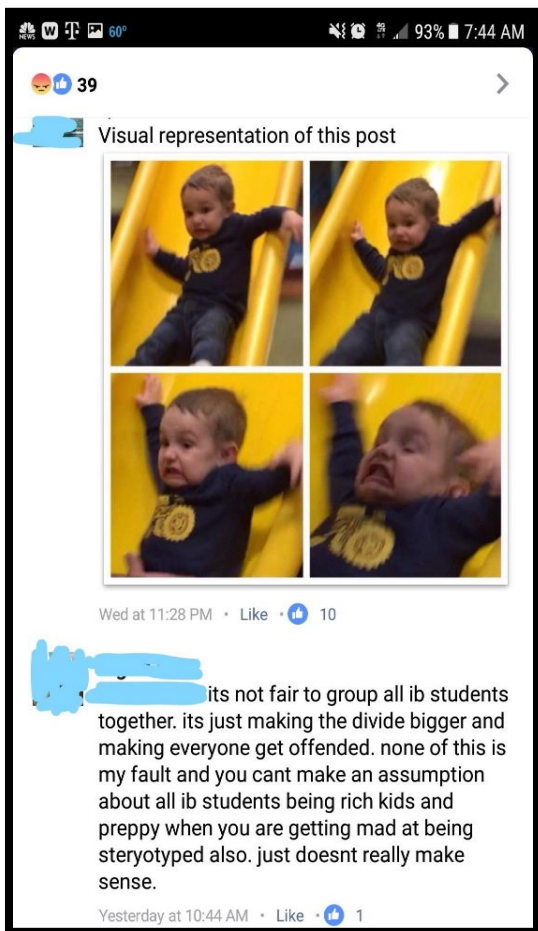 NEWS W T 60° 4G 93% 7:44 AM
39
Visual representation of this post
Wed at 11:28 PM · Like · 10
its not fair to group all ib students
together. its just making the divide bigger and
making everyone get offended. none of this is
my fault and you cant make an assumption
about all ib students being rich kids and
preppy when you are getting mad at being
steryotyped also. just doesnt really make
sense.
Yesterday at 10:44 AM · Like · 1